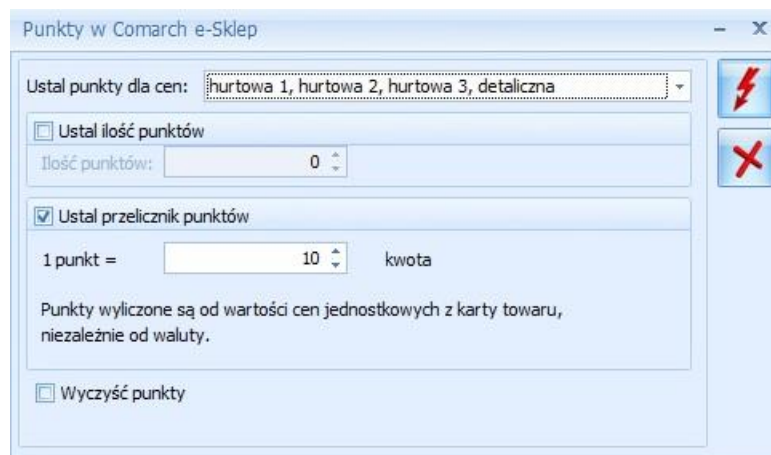 Punkty w Comarch e-Sklep
Ustal punkty dla cen: hurtowa 1, hurtowa 2, hurtowa 3, detaliczna
Ustal ilość punktów
Ilość punktów: 0
Ustal przelicznik punktów
1 punkt = 10 kwota
Punkty wyliczone są od wartości cen jednostkowych z karty towaru,
niezależnie od waluty.
Wyczyść punkty